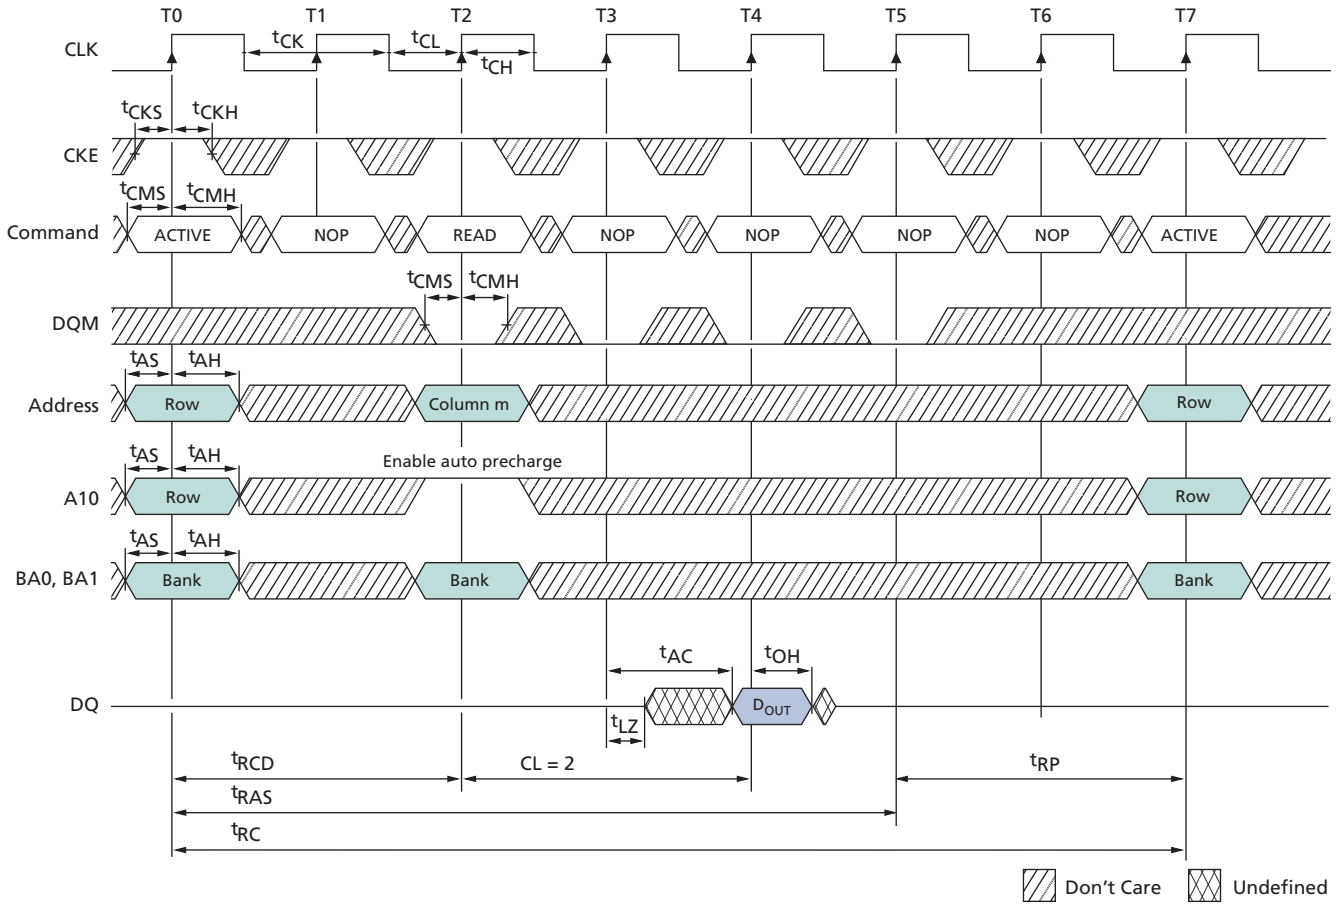 T0 T1 T2 T3 T4 T5 T6 T7
CLK tCK tCL tCH
tCKS tCKH
CKE
tCMS tCMH
Command ACTIVE NOP READ NOP NOP NOP NOP ACTIVE
tCMS tCMH
DQM
tAS tAH
Address Row Column m Row
tAS tAH Enable auto precharge
A10 Row Row
tAS tAH
BA0, BA1 Bank Bank Bank
tAC tOH
DQ DOUT
tLZ
tRCD CL = 2 tRP
tRAS
tRC
Don't Care Undefined